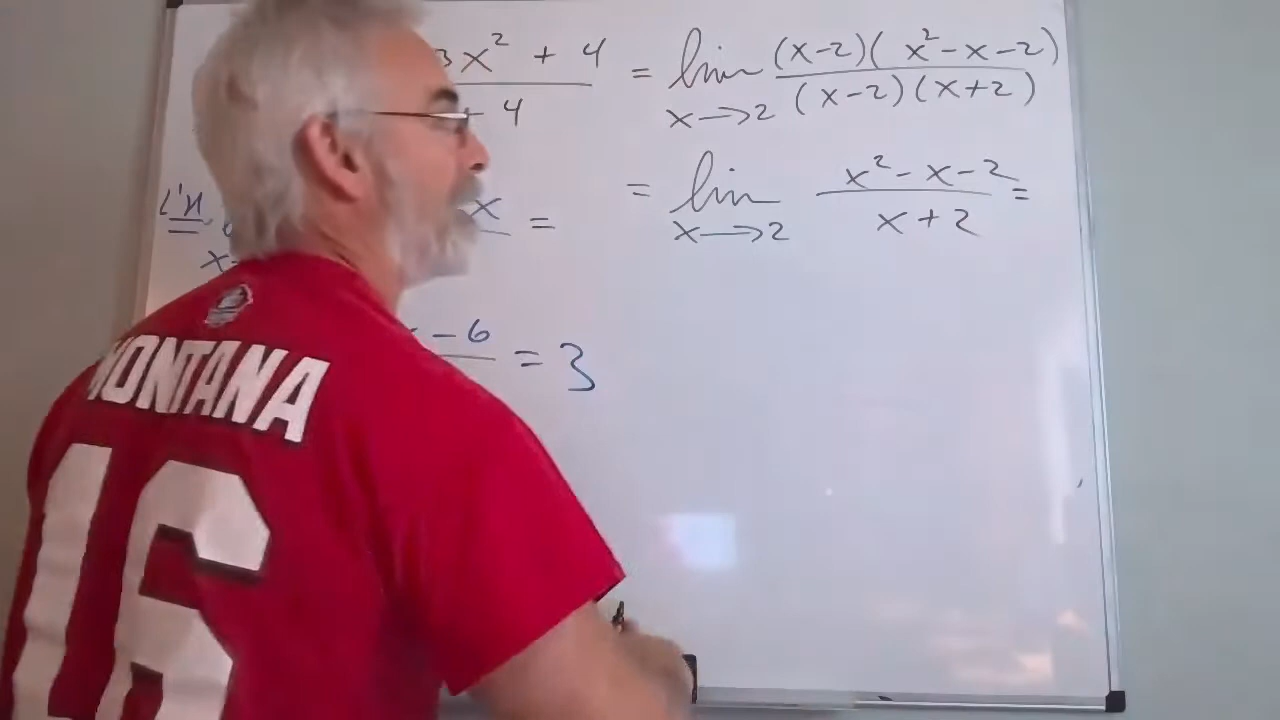 3x² + 4 = lim (x-2)(x²-x-2)
4 x→2 (x-2)(x+2)
L'H x = = lim x²-x-2 =
x→2 x+2
- 6 = 3
MONTANA
16